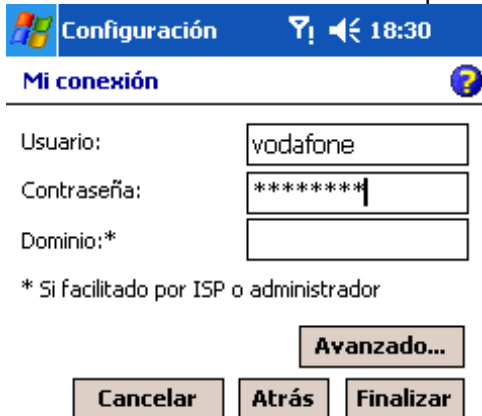 Configuración 18:30
Mi conexión ?
Usuario: vodafone
Contraseña: ********
Dominio:*
* Si facilitado por ISP o administrador
Avanzado...
Cancelar Atrás Finalizar